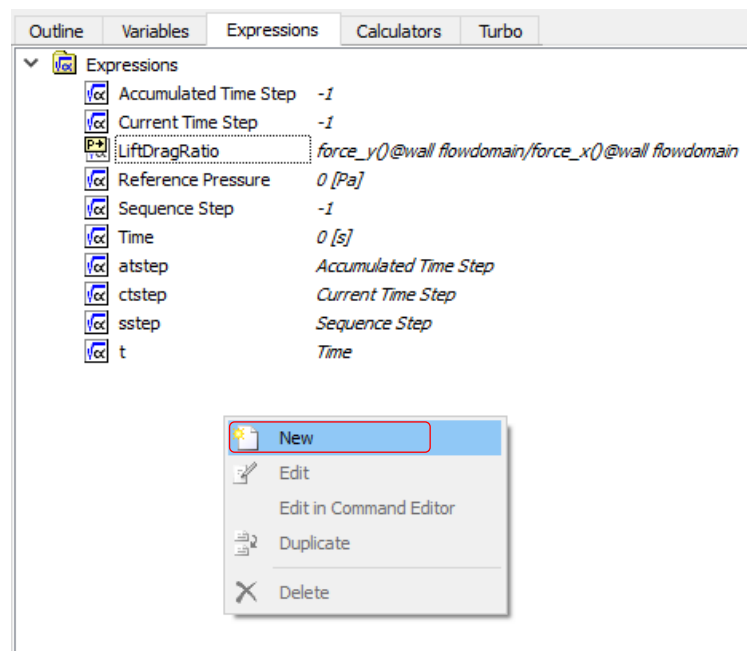 Outline Variables Expressions Calculators Turbo
Expressions
Accumulated Time Step -1
Current Time Step -1
LiftDragRatio force_y()@wall flowdomain/force_x()@wall flowdomain
Reference Pressure 0 [Pa]
Sequence Step -1
Time 0 [s]
atstep Accumulated Time Step
ctstep Current Time Step
sstep Sequence Step
t Time
New
Edit
Edit in Command Editor
Duplicate
Delete